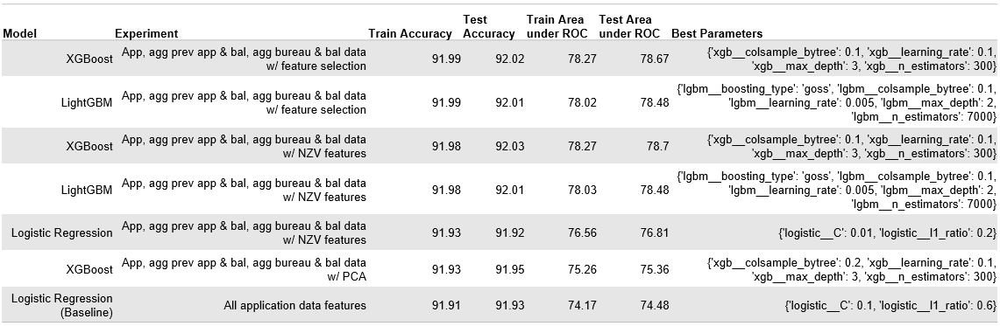 Model Experiment Train Accuracy Test Accuracy Train Area under ROC Test Area under ROC Best Parameters
XGBoost App, agg prev app & bal, agg bureau & bal data 91.99 92.02 78.27 78.67 {'xgb__colsample_bytree': 0.1, 'xgb__learning_rate': 0.1,
w/ feature selection 'xgb__max_depth': 3, 'xgb__n_estimators': 300}
LightGBM App, agg prev app & bal, agg bureau & bal data 91.99 92.01 78.02 78.48 {'lgbm__boosting_type': 'goss', 'lgbm__colsample_bytree': 0.1,
w/ feature selection 'lgbm__learning_rate': 0.005, 'lgbm__max_depth': 2,
'lgbm__n_estimators': 7000}
XGBoost App, agg prev app & bal, agg bureau & bal data 91.98 92.03 78.27 78.7 {'xgb__colsample_bytree': 0.1, 'xgb__learning_rate': 0.1,
w/ NZV features 'xgb__max_depth': 3, 'xgb__n_estimators': 300}
LightGBM App, agg prev app & bal, agg bureau & bal data 91.98 92.01 78.03 78.48 {'lgbm__boosting_type': 'goss', 'lgbm__colsample_bytree': 0.1,
w/ NZV features 'lgbm__learning_rate': 0.005, 'lgbm__max_depth': 2,
'lgbm__n_estimators': 7000}
Logistic Regression App, agg prev app & bal, agg bureau & bal data 91.93 91.92 76.56 76.81 {'logistic__C': 0.01, 'logistic__l1_ratio': 0.2}
w/ NZV features
XGBoost App, agg prev app & bal, agg bureau & bal data 91.93 91.95 75.26 75.36 {'xgb__colsample_bytree': 0.2, 'xgb__learning_rate': 0.1,
w/ PCA 'xgb__max_depth': 3, 'xgb__n_estimators': 300}
Logistic Regression All application data features 91.91 91.93 74.17 74.48 {'logistic__C': 0.1, 'logistic__l1_ratio': 0.6}
(Baseline)